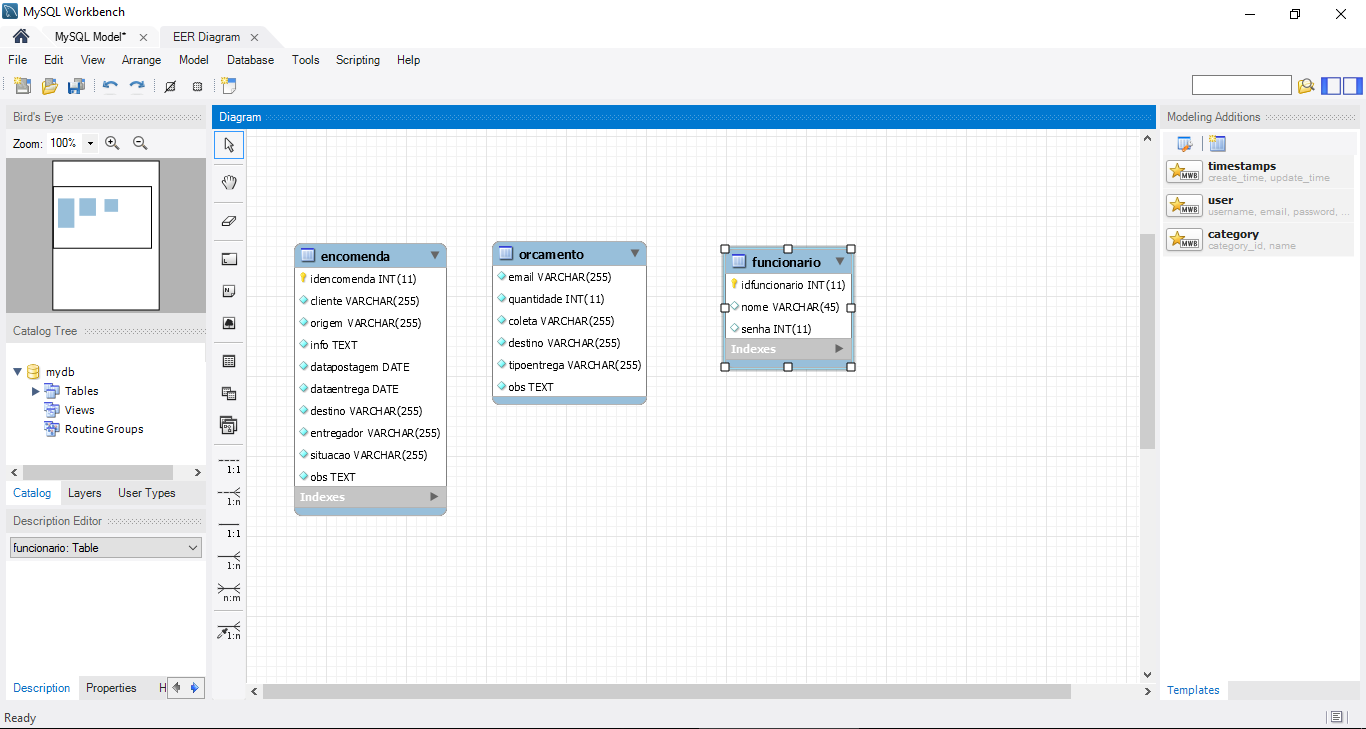 MySQL Workbench
MySQL Model*
EER Diagram
File Edit View Arrange Model Database Tools Scripting Help
Bird's Eye
Zoom: 100%
Catalog Tree
mydb
Tables
Views
Routine Groups
Catalog Layers User Types
Description Editor
funcionario: Table
Description Properties H
Ready
Diagram
1:1
1:n
1:1
1:n
n:m
1:n
encomenda
idencomenda INT(11)
cliente VARCHAR(255)
origem VARCHAR(255)
info TEXT
datapostagem DATE
dataentrega DATE
destino VARCHAR(255)
entregador VARCHAR(255)
situacao VARCHAR(255)
obs TEXT
Indexes
orcamento
email VARCHAR(255)
quantidade INT(11)
coleta VARCHAR(255)
destino VARCHAR(255)
tipoentrega VARCHAR(255)
obs TEXT
funcionario
idfuncionario INT(11)
nome VARCHAR(45)
senha INT(11)
Indexes
Modeling Additions
MWB
timestamps
create_time, update_time
MWB
user
username, email, password, ...
MWB
category
category_id, name
Templates